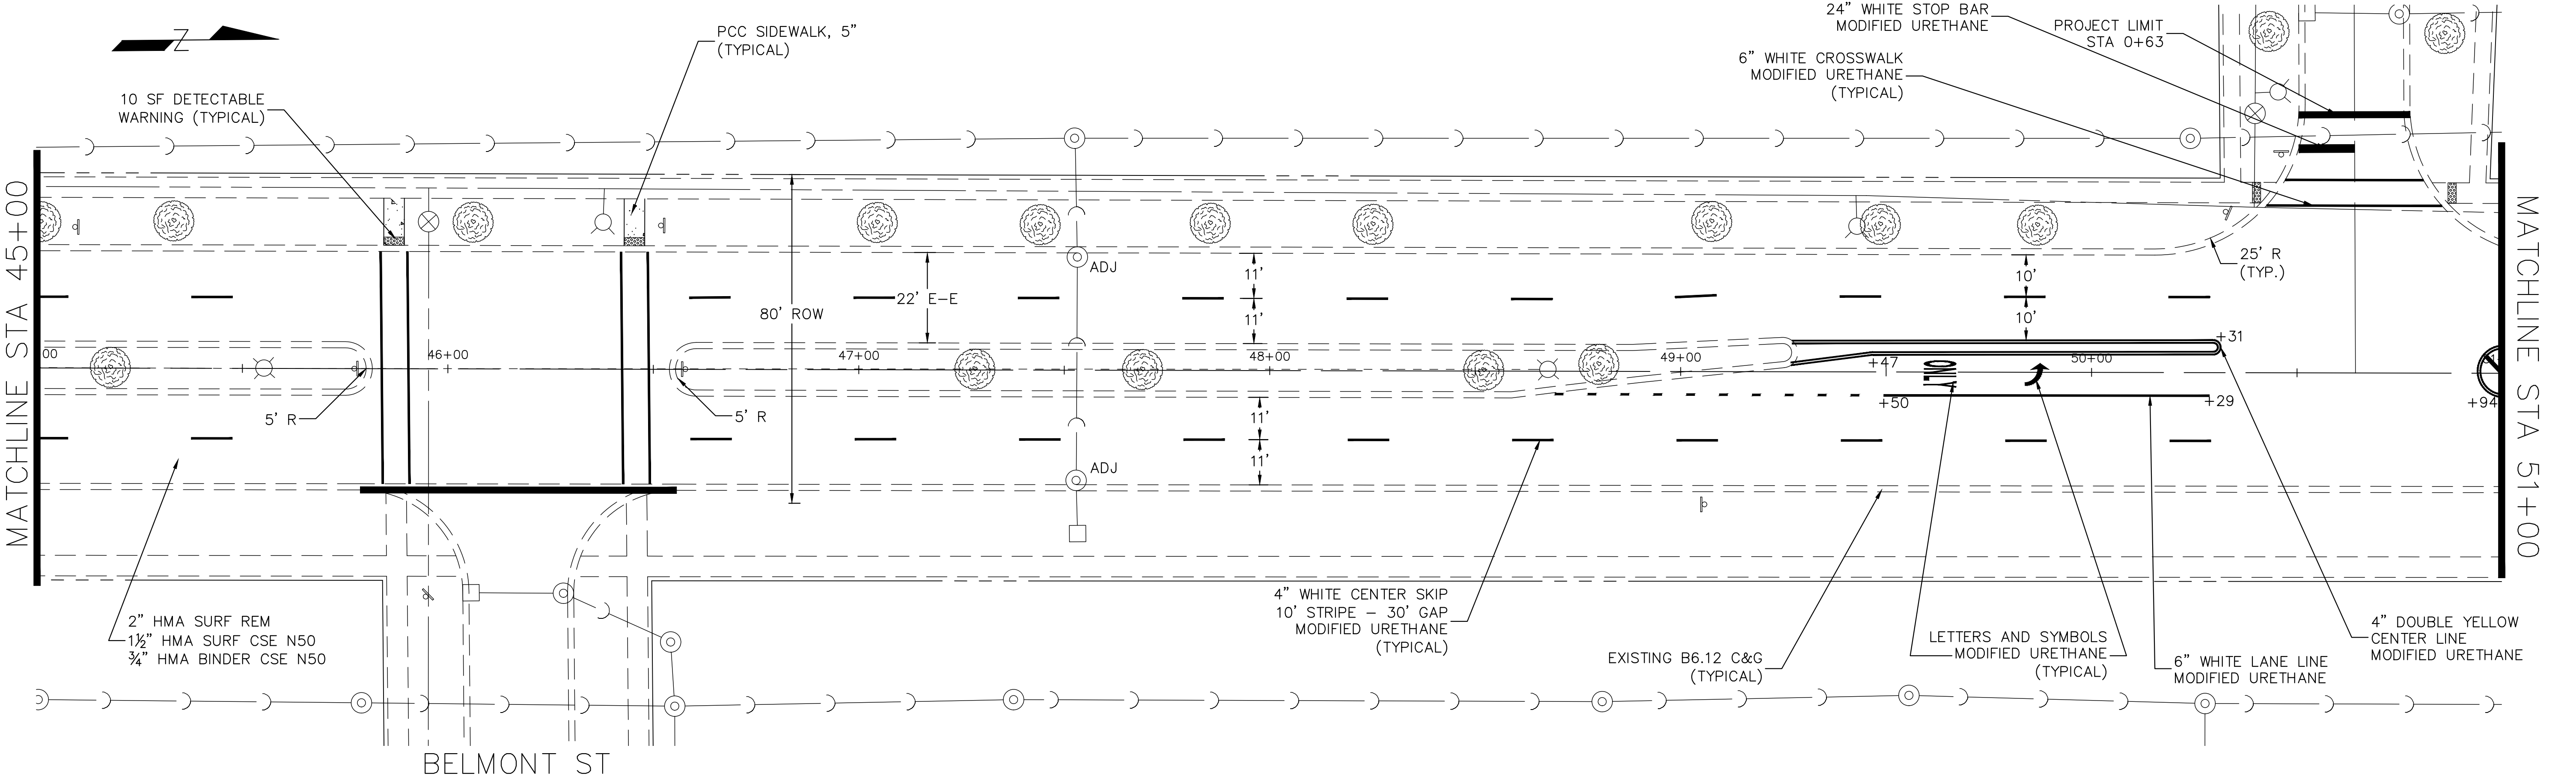 24" WHITE STOP BAR
MODIFIED URETHANE
PROJECT LIMIT
STA 0+63
6" WHITE CROSSWALK
MODIFIED URETHANE
(TYPICAL)
PCC SIDEWALK, 5"
(TYPICAL)
Z
10 SF DETECTABLE
WARNING (TYPICAL)
MATCHLINE STA 45+00
MATCHLINE STA 51+00
25' R
(TYP.)
ADJ
22' E-E
80' ROW
11'
11'
10'
10'
+31
00
46+00
47+00
48+00
49+00
50+00
+47
ONLY
+50
+29
+94
5' R
5' R
11'
11'
ADJ
4" WHITE CENTER SKIP
10' STRIPE - 30' GAP
MODIFIED URETHANE
(TYPICAL)
2" HMA SURF REM
1½" HMA SURF CSE N50
¾" HMA BINDER CSE N50
EXISTING B6.12 C&G
(TYPICAL)
LETTERS AND SYMBOLS
MODIFIED URETHANE
(TYPICAL)
6" WHITE LANE LINE
MODIFIED URETHANE
4" DOUBLE YELLOW
CENTER LINE
MODIFIED URETHANE
BELMONT ST